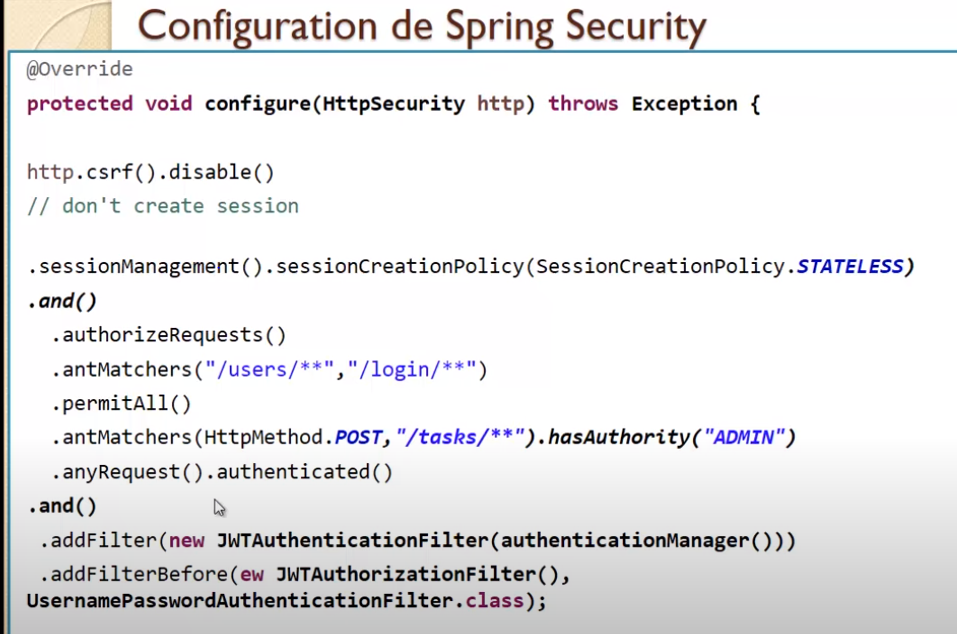 Configuration de Spring Security
@Override
protected void configure(HttpSecurity http) throws Exception {
http.csrf().disable()
// don't create session
.sessionManagement().sessionCreationPolicy(SessionCreationPolicy.STATELESS)
.and()
.authorizeRequests()
.antMatchers("/users/**","/login/**")
.permitAll()
.antMatchers(HttpMethod.POST,"/tasks/**").hasAuthority("ADMIN")
.anyRequest().authenticated()
.and()
.addFilter(new JWTAuthenticationFilter(authenticationManager()))
.addFilterBefore(ew JWTAuthorizationFilter(),
UsernamePasswordAuthenticationFilter.class);